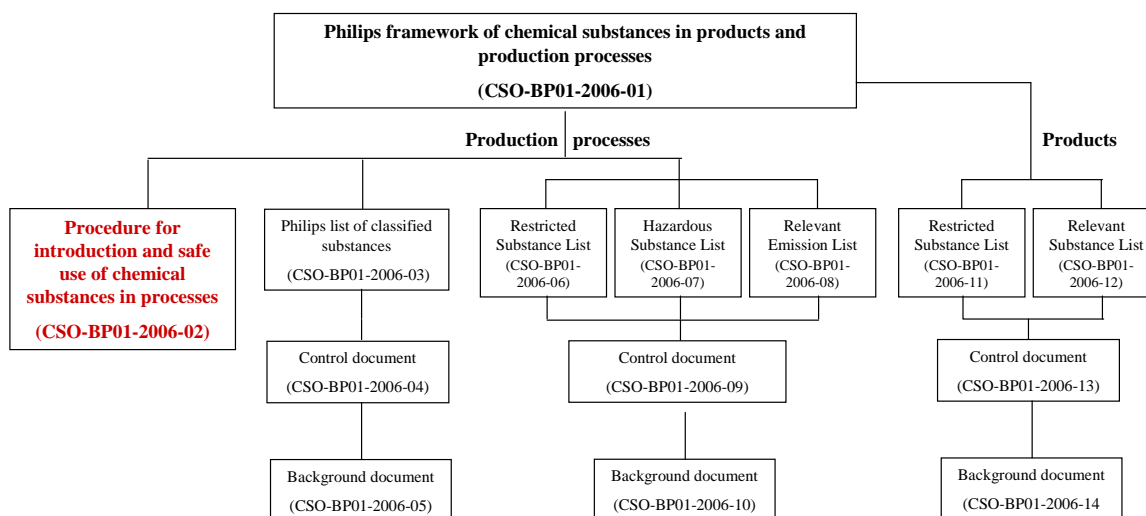 Philips framework of chemical substances in products and
production processes
(CSO-BP01-2006-01)
Production processes
Products
Procedure for
introduction and safe
use of chemical
substances in processes
(CSO-BP01-2006-02)
Philips list of classified
substances
(CSO-BP01-2006-03)
Restricted
Substance List
(CSO-BP01-
2006-06)
Hazardous
Substance List
(CSO-BP01-
2006-07)
Relevant
Emission List
(CSO-BP01-
2006-08)
Restricted
Substance List
(CSO-BP01-
2006-11)
Relevant
Substance List
(CSO-BP01-
2006-12)
Control document
(CSO-BP01-2006-04)
Control document
(CSO-BP01-2006-09)
Control document
(CSO-BP01-2006-13)
Background document
(CSO-BP01-2006-05)
Background document
(CSO-BP01-2006-10)
Background document
(CSO-BP01-2006-14